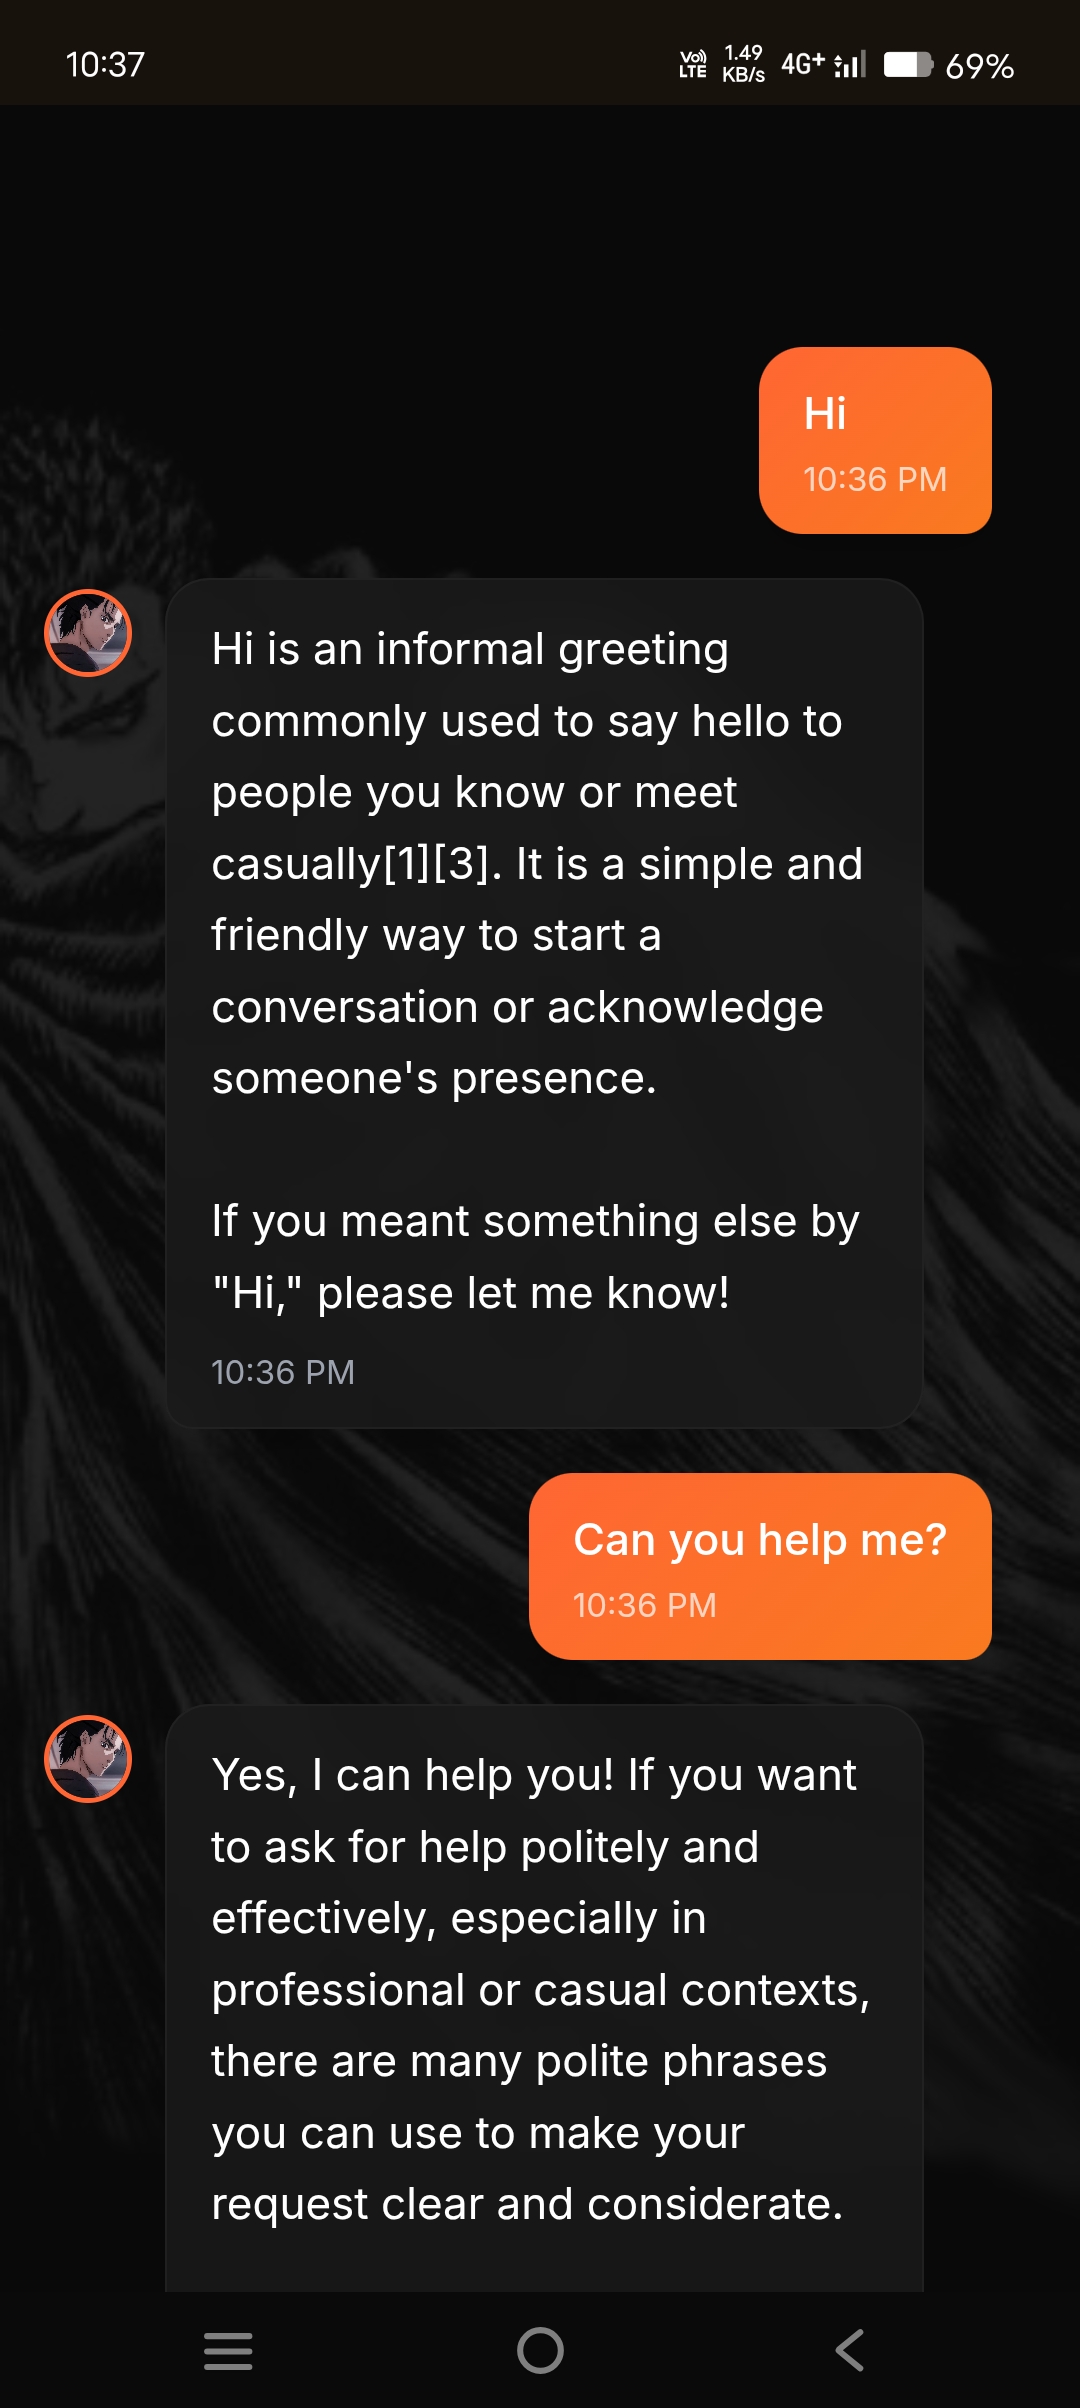 10:37
Vo)) LTE 1.49 KB/s 4G+ 69%
Hi
10:36 PM
Hi is an informal greeting
commonly used to say hello to
people you know or meet
casually[1][3]. It is a simple and
friendly way to start a
conversation or acknowledge
someone's presence.
If you meant something else by
"Hi," please let me know!
10:36 PM
Can you help me?
10:36 PM
Yes, I can help you! If you want
to ask for help politely and
effectively, especially in
professional or casual contexts,
there are many polite phrases
you can use to make your
request clear and considerate.